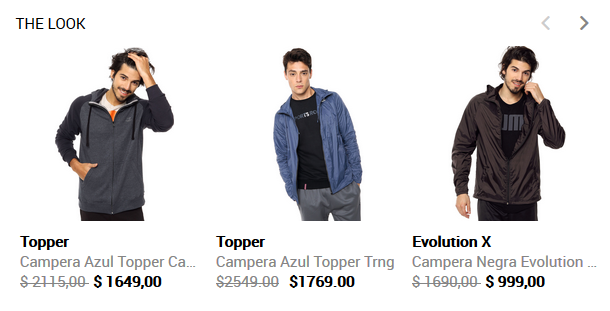 THE LOOK
Topper
Campera Azul Topper Ca...
$ 2115,00 $ 1649,00
Topper
Campera Azul Topper Trng
$2549.00 $1769.00
Evolution X
Campera Negra Evolution ...
$ 1690,00 $ 999,00